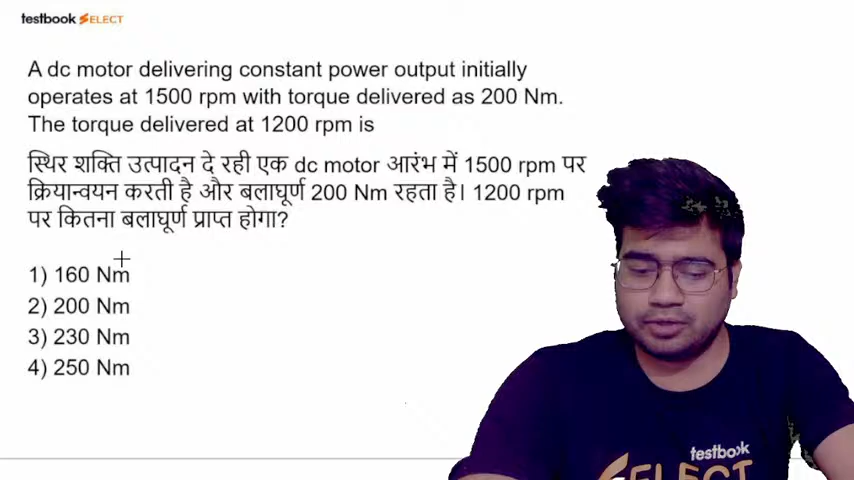 testbook SELECT
A dc motor delivering constant power output initially
operates at 1500 rpm with torque delivered as 200 Nm.
The torque delivered at 1200 rpm is
स्थिर शक्ति उत्पादन दे रही एक dc motor आरंभ में 1500 rpm पर
क्रियान्वयन करती है और बलाघूर्ण 200 Nm रहता है। 1200 rpm
पर कितना बलाघूर्ण प्राप्त होगा?
1) 160 Nm
2) 200 Nm
3) 230 Nm
4) 250 Nm
testbook
SELECT